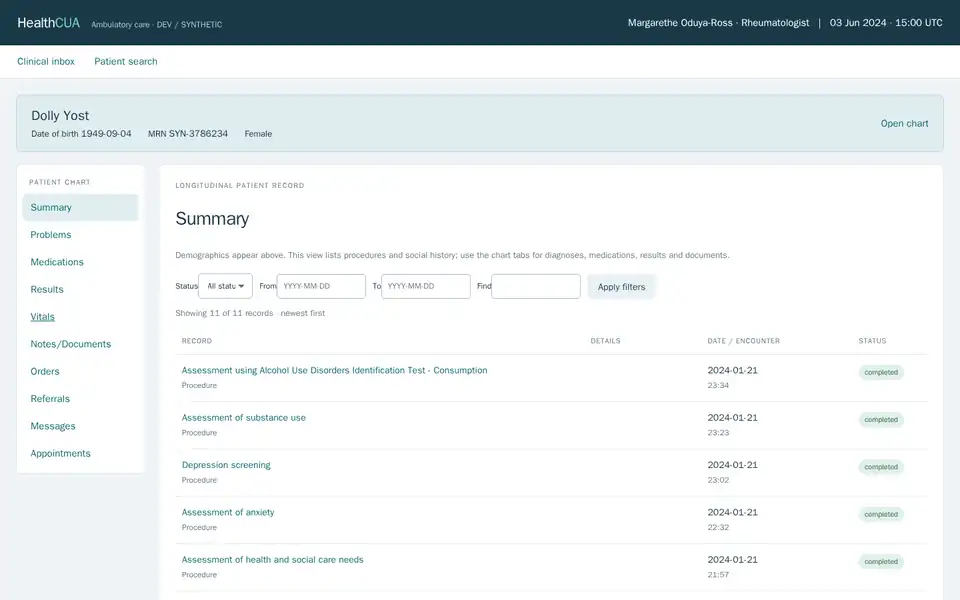 HealthCUA Ambulatory care · DEV / SYNTHETIC Margarethe Oduya-Ross · Rheumatologist | 03 Jun 2024 · 15:00 UTC
Clinical inbox Patient search
Dolly Yost
Date of birth 1949-09-04 MRN SYN-3786234 Female
Open chart
PATIENT CHART
Summary
Problems
Medications
Results
Vitals
Notes/Documents
Orders
Referrals
Messages
Appointments
LONGITUDINAL PATIENT RECORD
Summary
Demographics appear above. This view lists procedures and social history; use the chart tabs for diagnoses, medications, results and documents.
Status All statu From YYYY-MM-DD To YYYY-MM-DD Find Apply filters
Showing 11 of 11 records · newest first
RECORD DETAILS DATE / ENCOUNTER STATUS
Assessment using Alcohol Use Disorders Identification Test - Consumption 2024-01-21 completed
Procedure 23:34
Assessment of substance use 2024-01-21 completed
Procedure 23:23
Depression screening 2024-01-21 completed
Procedure 23:02
Assessment of anxiety 2024-01-21 completed
Procedure 22:32
Assessment of health and social care needs 2024-01-21 completed
Procedure 21:57